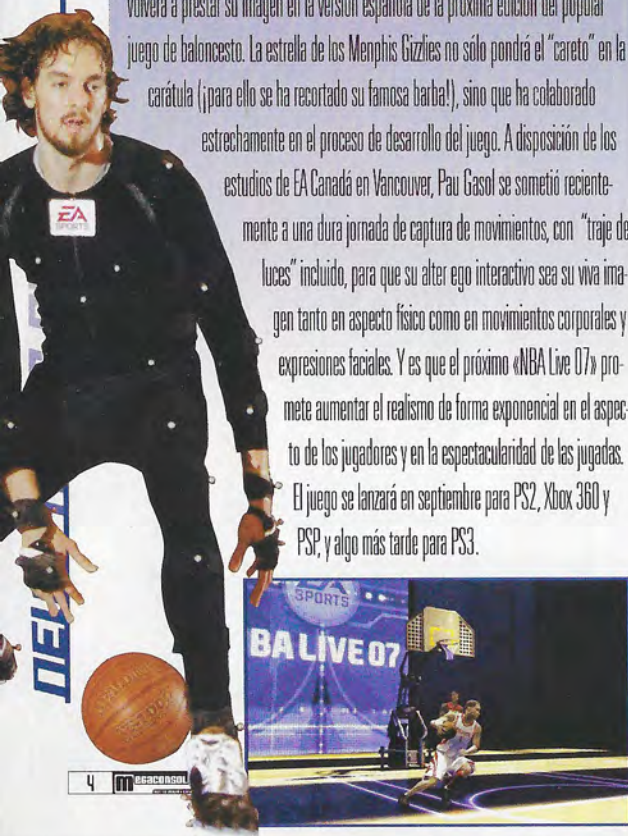 volverá a prestar su imagen en la versión española de la próxima edición del popular
juego de baloncesto. La estrella de los Menphis Gizzlies no sólo pondrá el "careto" en la
carátula (¡para ello se ha recortado su famosa barba!), sino que ha colaborado
estrechamente en el proceso de desarrollo del juego. A disposición de los
estudios de EA Canadá en Vancouver, Pau Gasol se sometió reciente-
mente a una dura jornada de captura de movimientos, con "traje de
luces" incluido, para que su alter ego interactivo sea su viva ima-
gen tanto en aspecto físico como en movimientos corporales y
expresiones faciales. Y es que el próximo «NBA Live 07» pro-
mete aumentar el realismo de forma exponencial en el aspec-
to de los jugadores y en la espectacularidad de las jugadas.
El juego se lanzará en septiembre para PS2, Xbox 360 y
PSP, y algo más tarde para PS3.
EA
SPORTS
EA
SPORTS
BA LIVE 07
4 MEGACONSOL